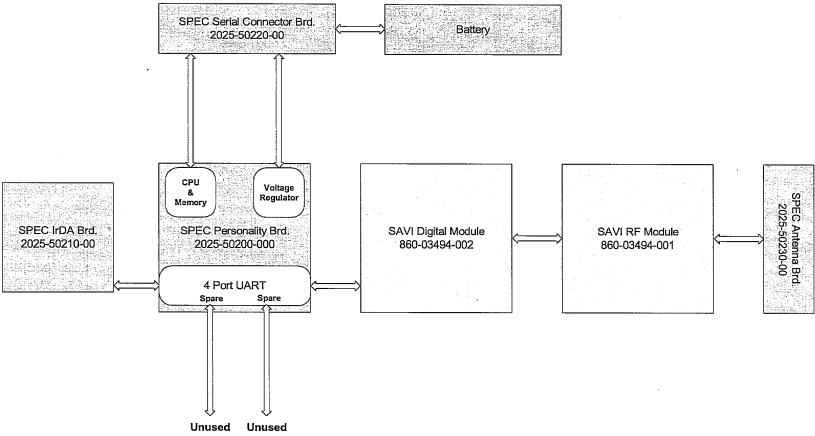 SPEC Serial Connector Brd.
2025-50220-00
Battery
CPU
&
Memory
Voltage
Regulator
SPEC IrDA Brd.
2025-50210-00
SPEC Personality Brd.
2025-50200-000
SAVI Digital Module
860-03494-002
SAVI RF Module
860-03494-001
SPEC Antenna Brd.
2025-50230-00
4 Port UART
Spare
Spare
Unused
Unused